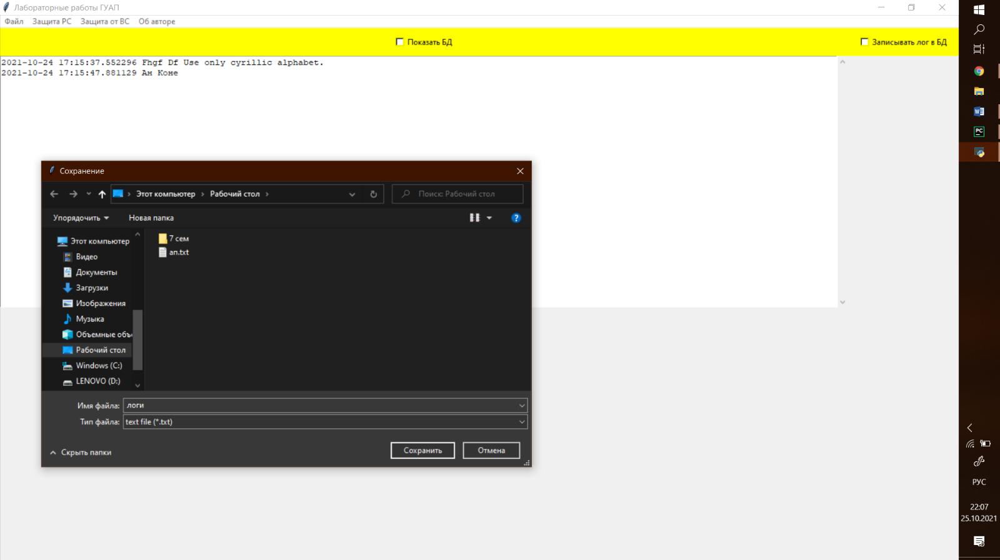 Лабораторные работы ГУАП
Файл Защита РС Защита от ВС Об авторе
Показать БД
Записывать лог в БД
2021-10-24 17:15:37.552296 Fhgf Df Use only cyrillic alphabet.
2021-10-24 17:15:47.881129 Ан Коне
Сохранение
Этот компьютер › Рабочий стол ›
Поиск: Рабочий стол
Упорядочить
Новая папка
Этот компьютер
Видео
Документы
Загрузки
Изображения
Музыка
Объемные объ
Рабочий стол
Windows (C:)
LENOVO (D:)
7 сем
ап.txt
Имя файла: логи
Тип файла: text file (*.txt)
Скрыть папки
Сохранить
Отмена
PC
РУС
22:07
25.10.2021